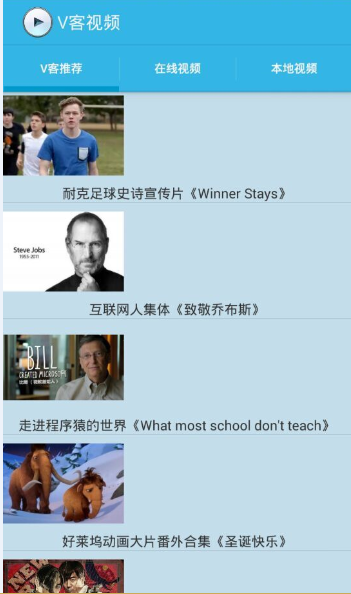 V客视频
V客推荐
在线视频
本地视频
耐克足球史诗宣传片《Winner Stays》
Steve Jobs
1955-2011
互联网人集体《致敬乔布斯》
BILL
CREATED MICROSOFT
走进程序猿的世界《What most school don't teach》
好莱坞动画大片番外合集《圣诞快乐》